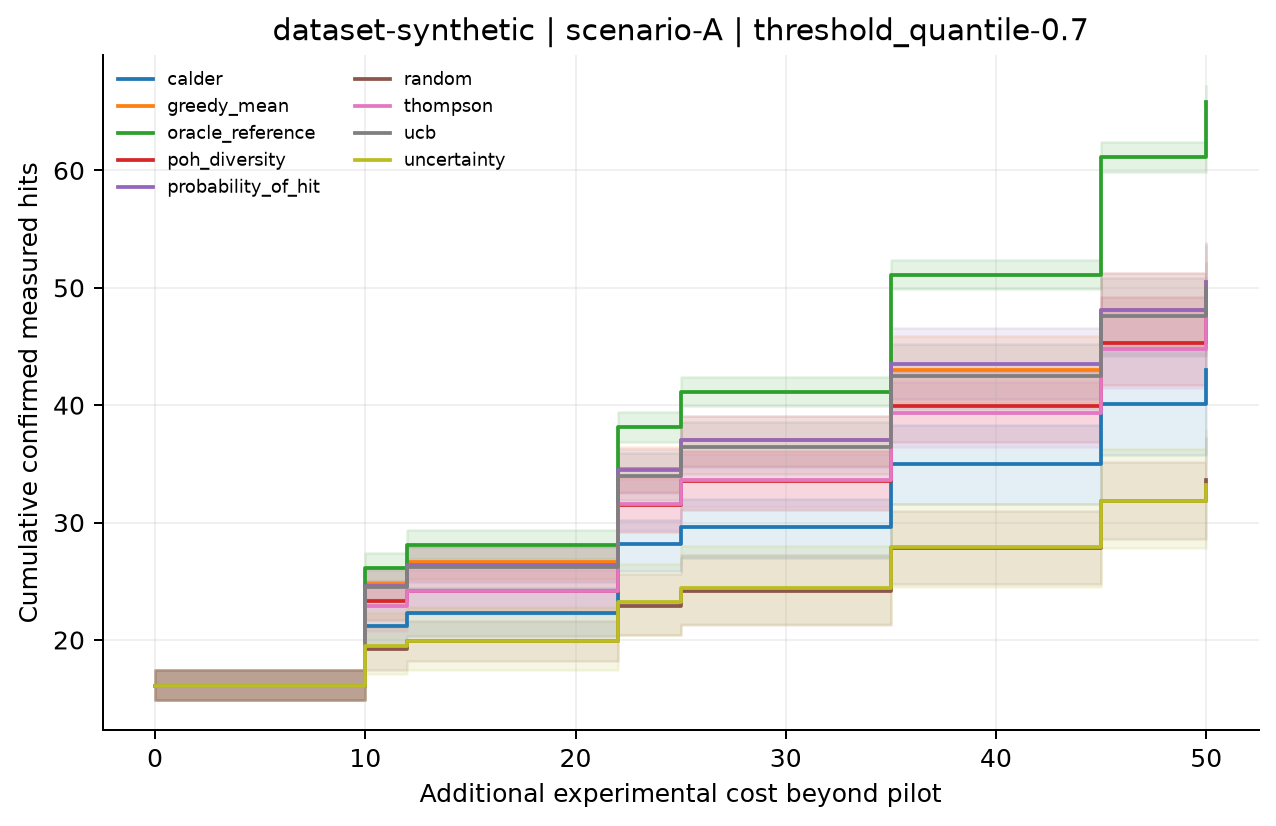 dataset-synthetic | scenario-A | threshold_quantile-0.7
calder
greedy_mean
oracle_reference
poh_diversity
probability_of_hit
random
thompson
ucb
uncertainty
Cumulative confirmed measured hits
60
50
40
30
20
0 10 20 30 40 50
Additional experimental cost beyond pilot